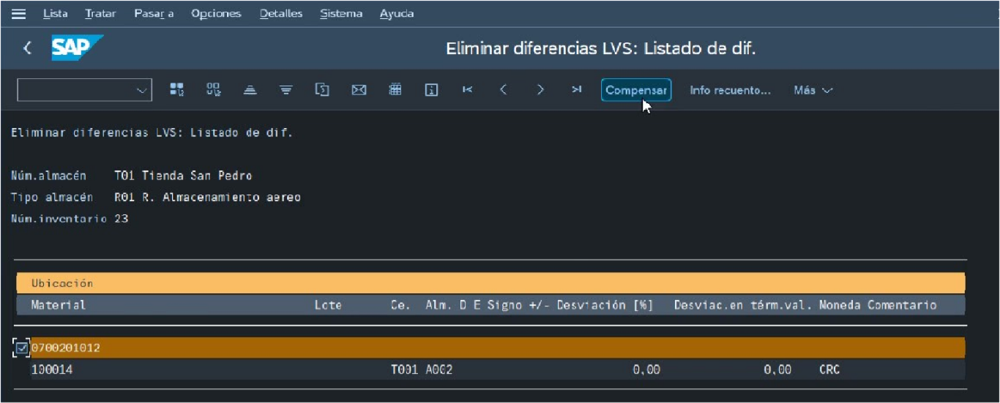 Lista Tratar Pasar a Opciones Detalles Sistema Ayuda
SAP Eliminar diferencias LVS: Listado de dif.
Compensar Info recuento... Más
Eliminar diferencias LVS: Listado de dif.
Núm.almacén T01 Tienda San Pedro
Tipo almacén R01 R. Almacenamiento aereo
Núm.inventario 23
Ubicación
Material Lote Ce. Alm. D E Signo +/- Desviación [%] Desviac.en térm.val. Moneda Comentario
0700201012
100014 T001 A002 0,00 0,00 CRC